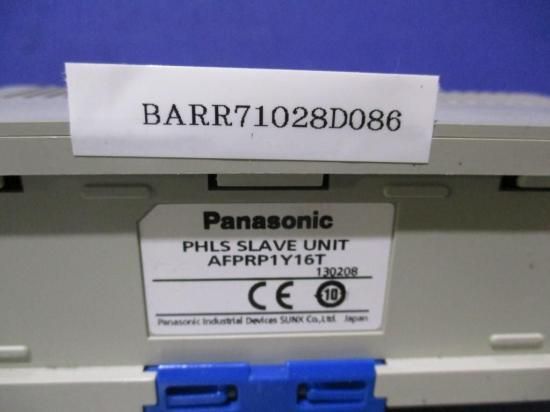 BARR71028D086
Panasonic
PHLS SLAVE UNIT
AFPRP1Y16T
130208
CE 10
Panasonic Industrial Devices SUNX Co., Ltd. Japan